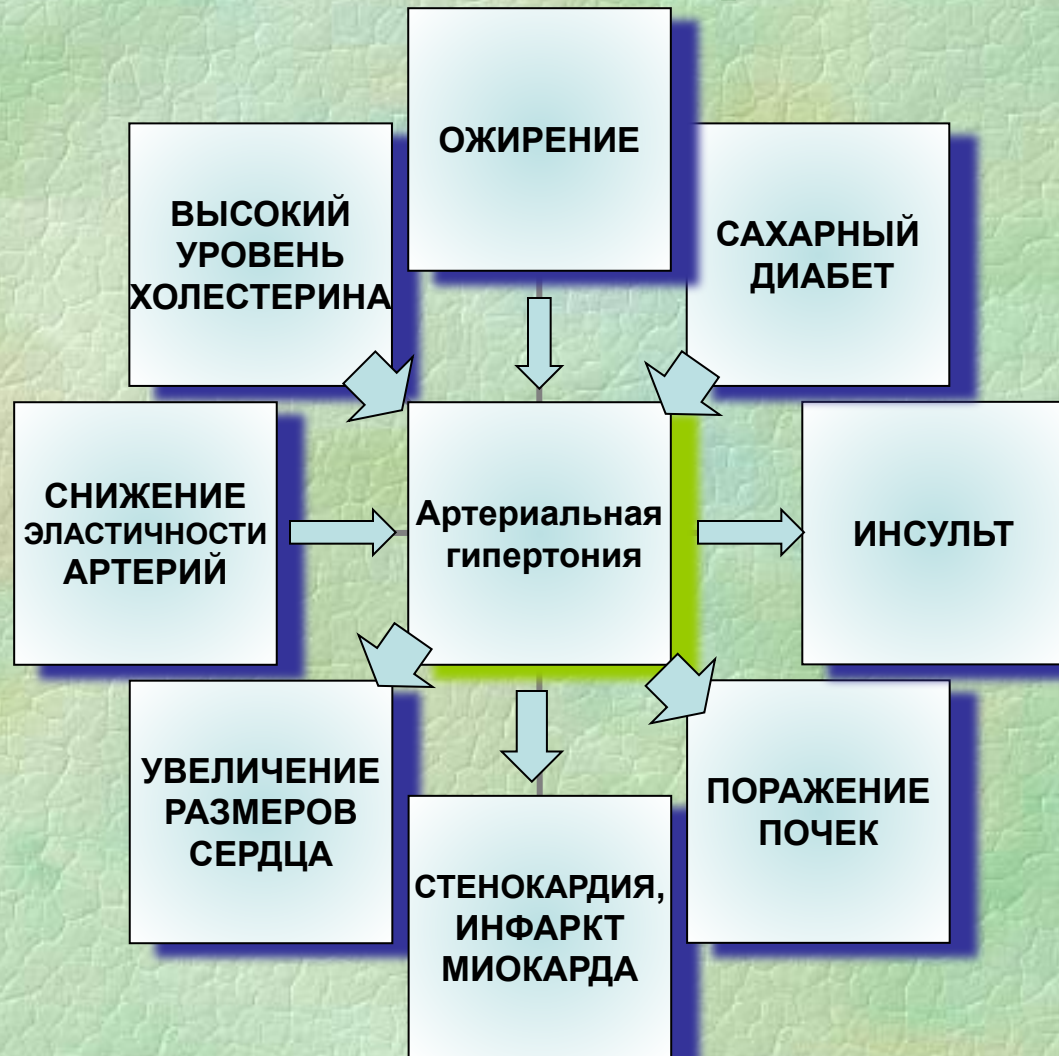 ОЖИРЕНИЕ
ВЫСОКИЙ
УРОВЕНЬ
ХОЛЕСТЕРИНА
САХАРНЫЙ
ДИАБЕТ
СНИЖЕНИЕ
ЭЛАСТИЧНОСТИ
АРТЕРИЙ
Артериальная
гипертония
ИНСУЛЬТ
УВЕЛИЧЕНИЕ
РАЗМЕРОВ
СЕРДЦА
СТЕНОКАРДИЯ,
ИНФАРКТ
МИОКАРДА
ПОРАЖЕНИЕ
ПОЧЕК